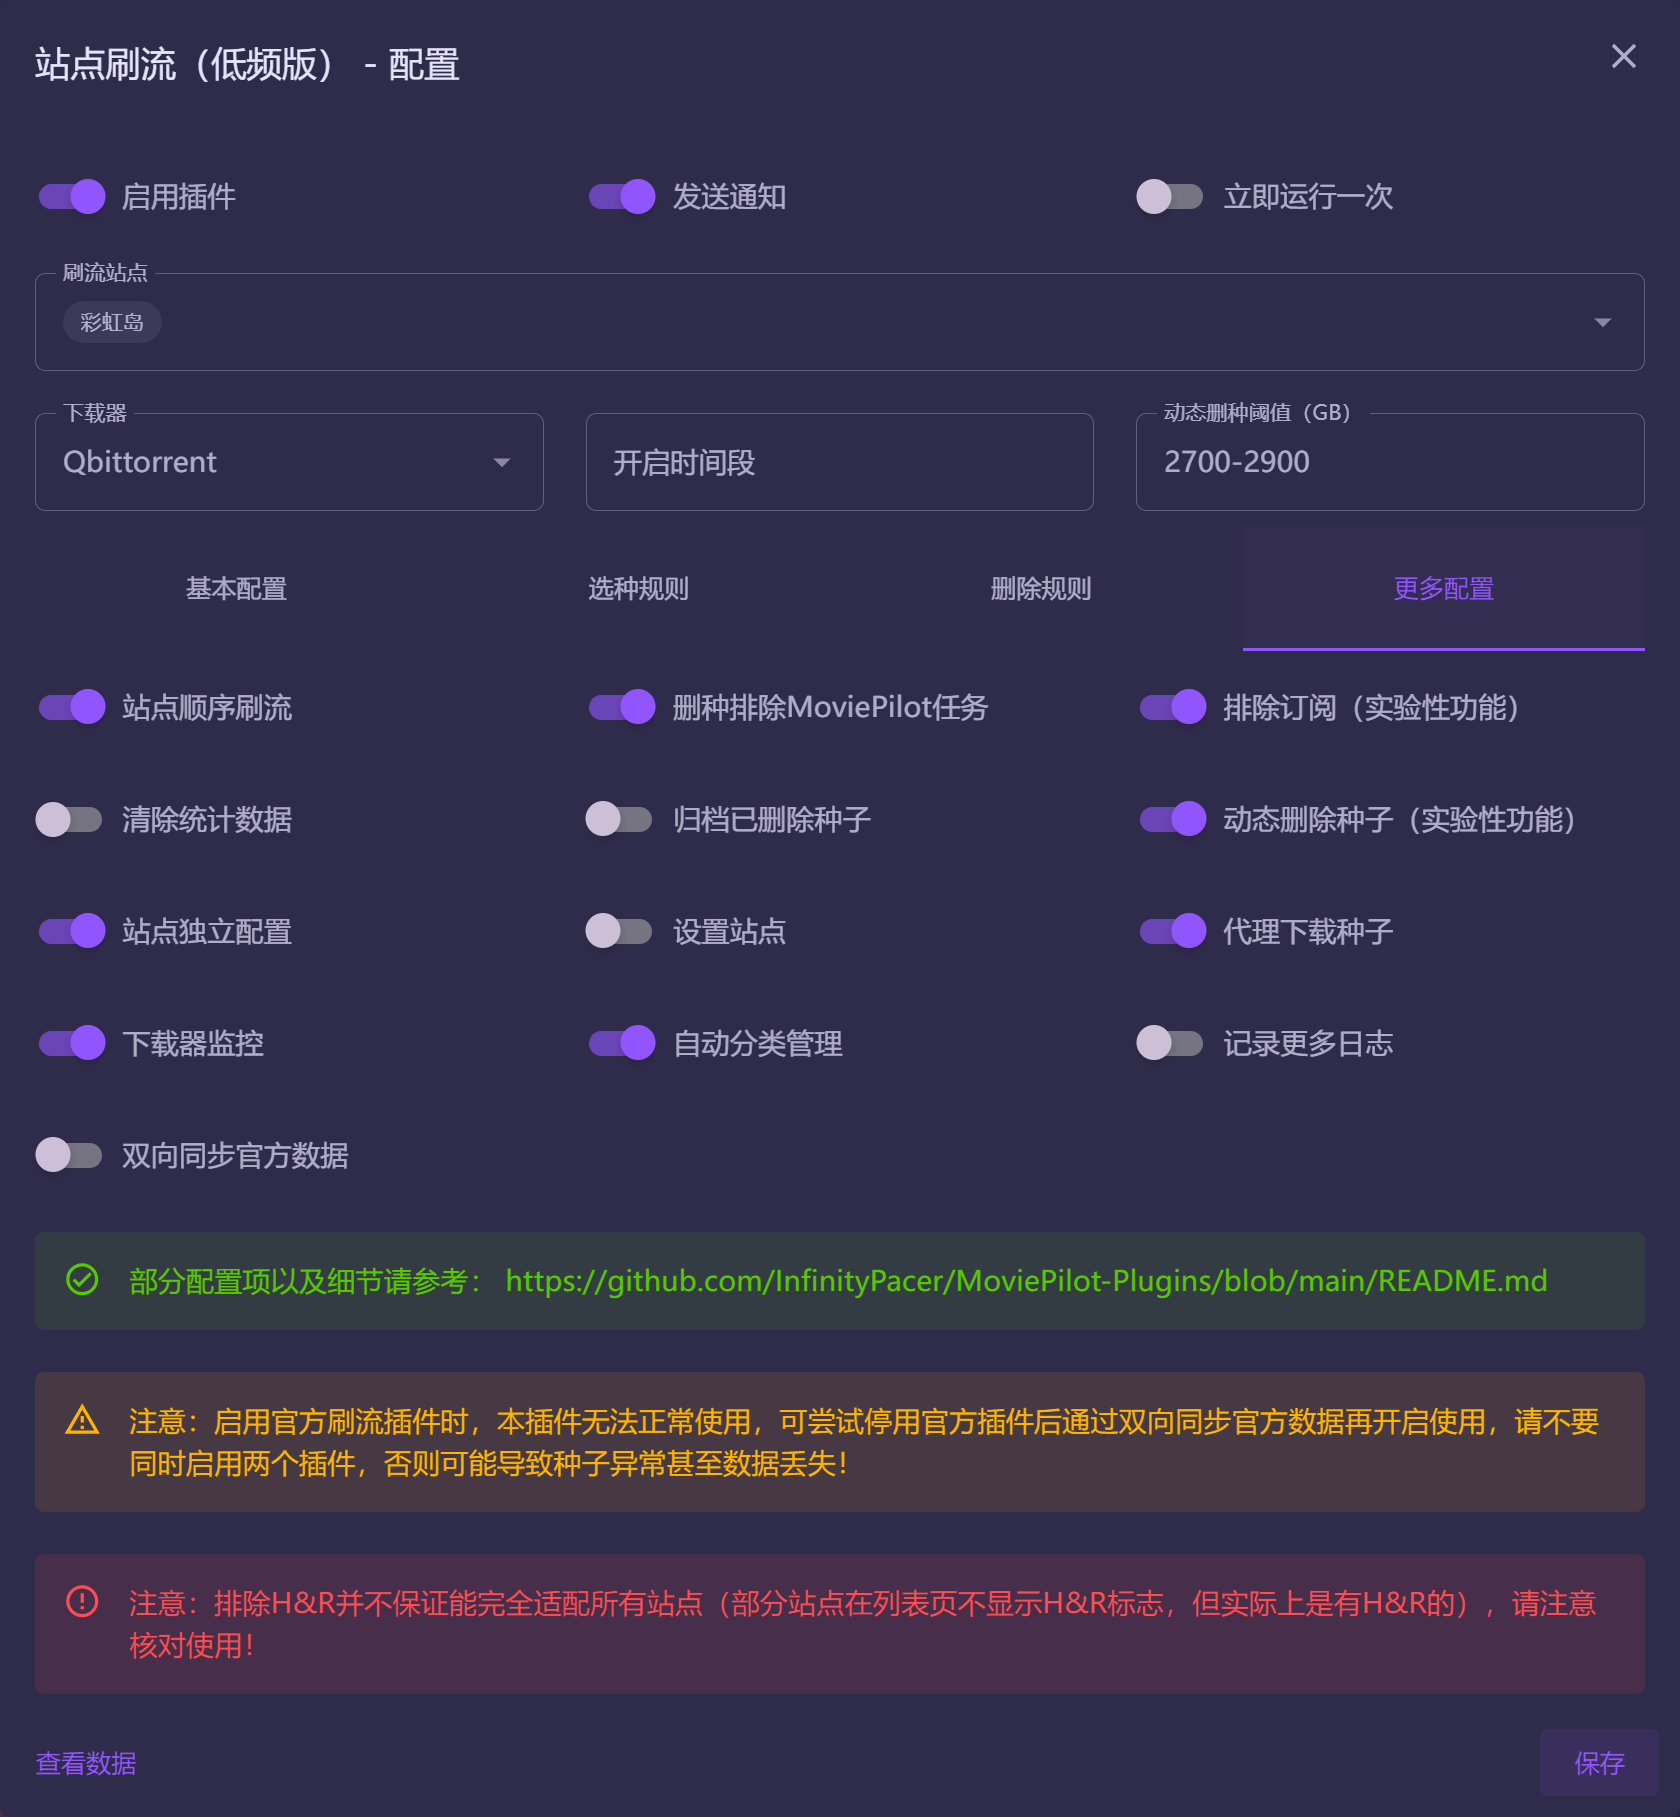 站点刷流（低频版） - 配置
启用插件
发送通知
立即运行一次
刷流站点
彩虹岛
下载器
Qbittorrent
开启时间段
动态删种阈值（GB）
2700-2900
基本配置
选种规则
删除规则
更多配置
站点顺序刷流
删种排除MoviePilot任务
排除订阅（实验性功能）
清除统计数据
归档已删除种子
动态删除种子（实验性功能）
站点独立配置
设置站点
代理下载种子
下载器监控
自动分类管理
记录更多日志
双向同步官方数据
部分配置项以及细节请参考： https://github.com/InfinityPacer/MoviePilot-Plugins/blob/main/README.md
注意：启用官方刷流插件时，本插件无法正常使用，可尝试停用官方插件后通过双向同步官方数据再开启使用，请不要
同时启用两个插件，否则可能导致种子异常甚至数据丢失！
注意：排除H&R并不保证能完全适配所有站点（部分站点在列表页不显示H&R标志，但实际上是有H&R的），请注意
核对使用！
查看数据
保存